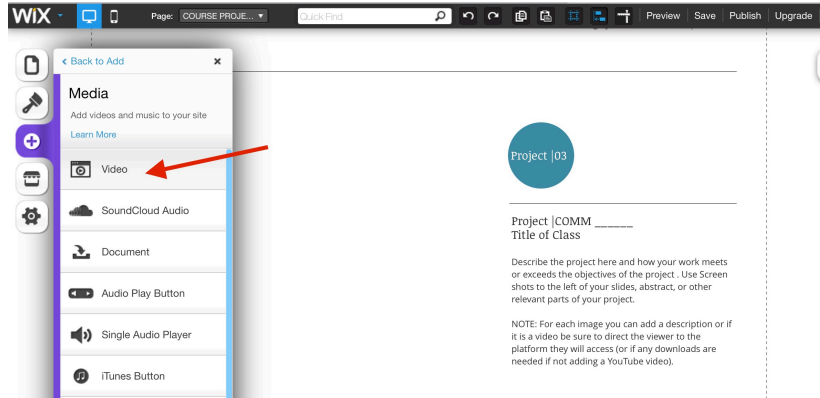 WiX Page: COURSE PROJE... Quick Find Preview Save Publish Upgrade
Back to Add
Media
Add videos and music to your site
Learn More
Video
SoundCloud Audio
Document
Audio Play Button
Single Audio Player
iTunes Button
Project |03
Project |COMM ______
Title of Class
Describe the project here and how your work meets
or exceeds the objectives of the project . Use Screen
shots to the left of your slides, abstract, or other
relevant parts of your project.
NOTE: For each image you can add a description or if
it is a video be sure to direct the viewer to the
platform they will access (or if any downloads are
needed if not adding a YouTube video).